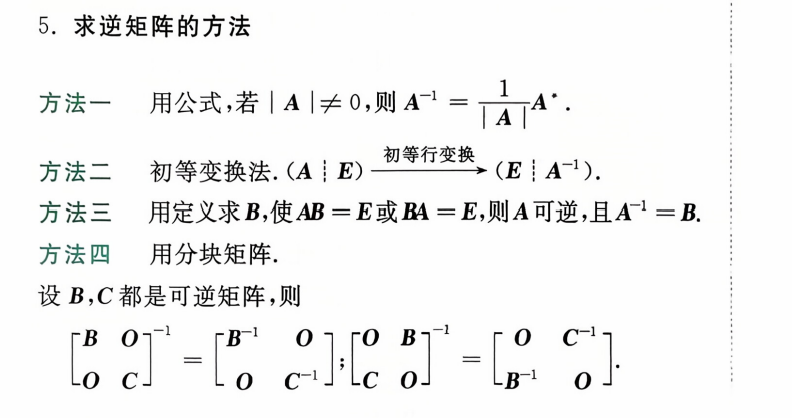 5. 求逆矩阵的方法
方法一 用公式,若|A|≠0,则A⁻¹ = 1/|A| A*.
方法二 初等变换法.(A ┊ E) —初等行变换→ (E ┊ A⁻¹).
方法三 用定义求B,使AB=E或BA=E,则A可逆,且A⁻¹=B.
方法四 用分块矩阵.
设B,C都是可逆矩阵,则
[B O; O C]⁻¹ = [B⁻¹ O; O C⁻¹]; [O B; C O]⁻¹ = [O C⁻¹; B⁻¹ O].